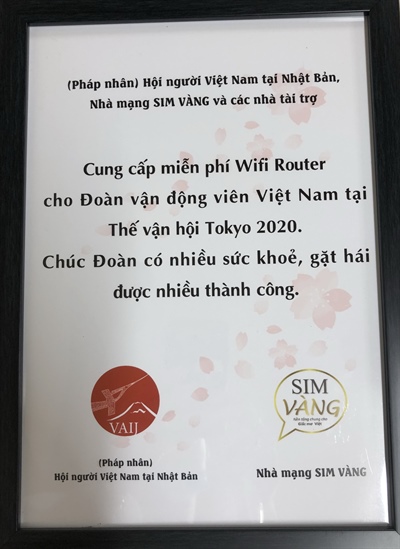 (Pháp nhân) Hội người Việt Nam tại Nhật Bản,
Nhà mạng SIM VÀNG và các nhà tài trợ
Cung cấp miễn phí Wifi Router
cho Đoàn vận động viên Việt Nam tại
Thế vận hội Tokyo 2020.
Chúc Đoàn có nhiều sức khoẻ, gặt hái
được nhiều thành công.
VAIJ
(Pháp nhân)
Hội người Việt Nam tại Nhật Bản
SIM
VÀNG
Nhà mạng SIM VÀNG